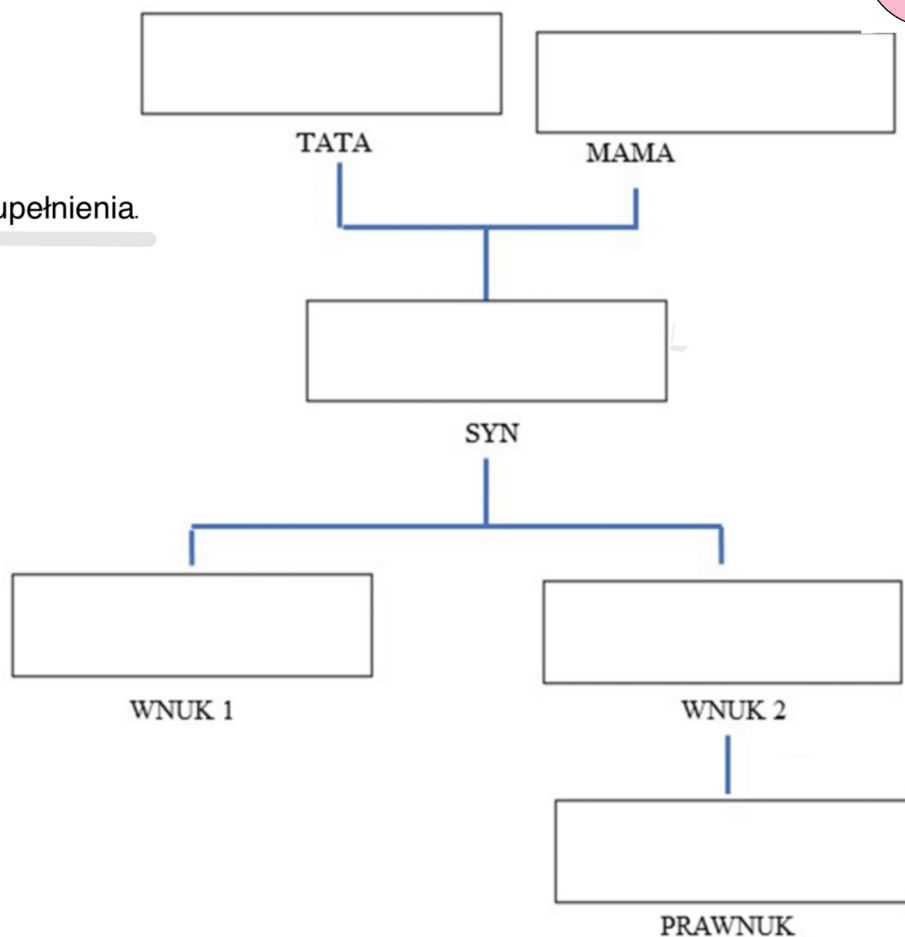 TATA
MAMA
upełnienia.
SYN
WNUK 1
WNUK 2
PRAWNUK